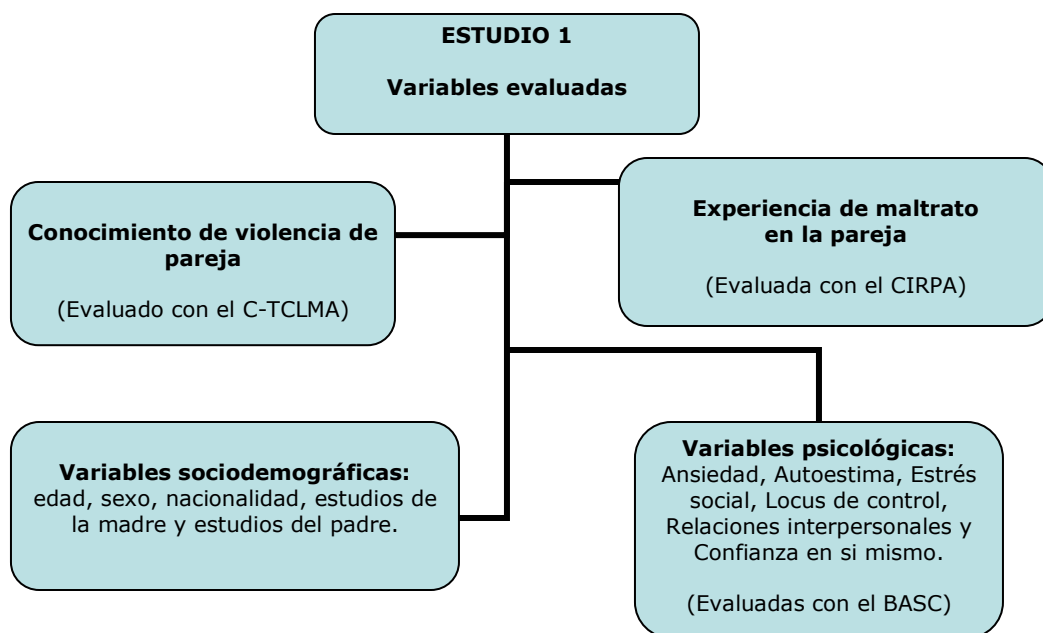 ESTUDIO 1
Variables evaluadas
Conocimiento de violencia de
pareja
(Evaluado con el C-TCLMA)
Experiencia de maltrato
en la pareja
(Evaluada con el CIRPA)
Variables sociodemográficas:
edad, sexo, nacionalidad, estudios de
la madre y estudios del padre.
Variables psicológicas:
Ansiedad, Autoestima, Estrés
social, Locus de control,
Relaciones interpersonales y
Confianza en si mismo.
(Evaluadas con el BASC)